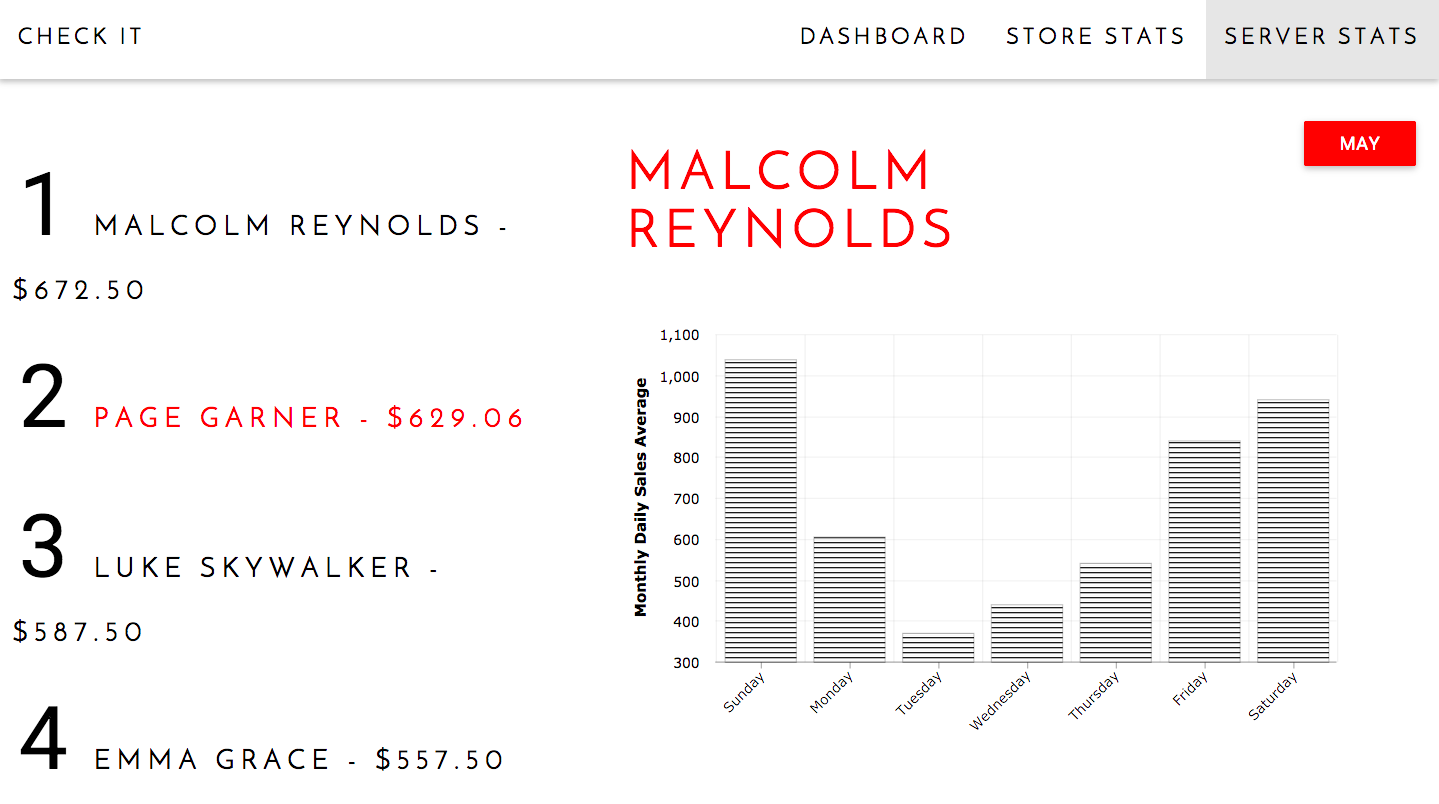 CHECK IT
DASHBOARD
STORE STATS
SERVER STATS
MAY
1 MALCOLM REYNOLDS -
$672.50
2 PAGE GARNER - $629.06
3 LUKE SKYWALKER -
$587.50
4 EMMA GRACE - $557.50
MALCOLM
REYNOLDS
Monthly Daily Sales Average
1,100
1,000
900
800
700
600
500
400
300
Sunday
Monday
Tuesday
Wednesday
Thursday
Friday
Saturday